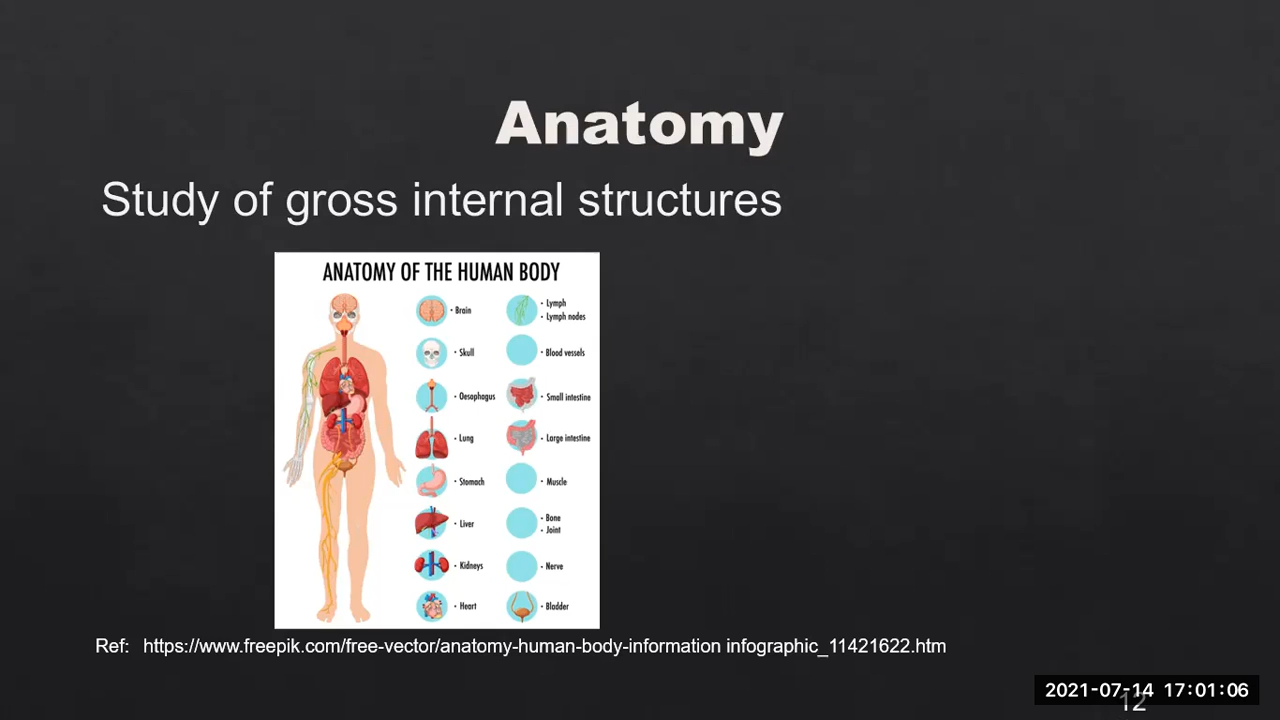 Anatomy
Study of gross internal structures
ANATOMY OF THE HUMAN BODY
• Brain
• Skull
• Oesophagus
• Lung
• Stomach
• Liver
• Kidneys
• Heart
• Lymph
• Lymph nodes
• Blood vessels
• Small intestine
• Large intestine
• Muscle
• Bone
• Joint
• Nerve
• Bladder
Ref: https://www.freepik.com/free-vector/anatomy-human-body-information infographic_11421622.htm
2021-07-14 17:01:06
12